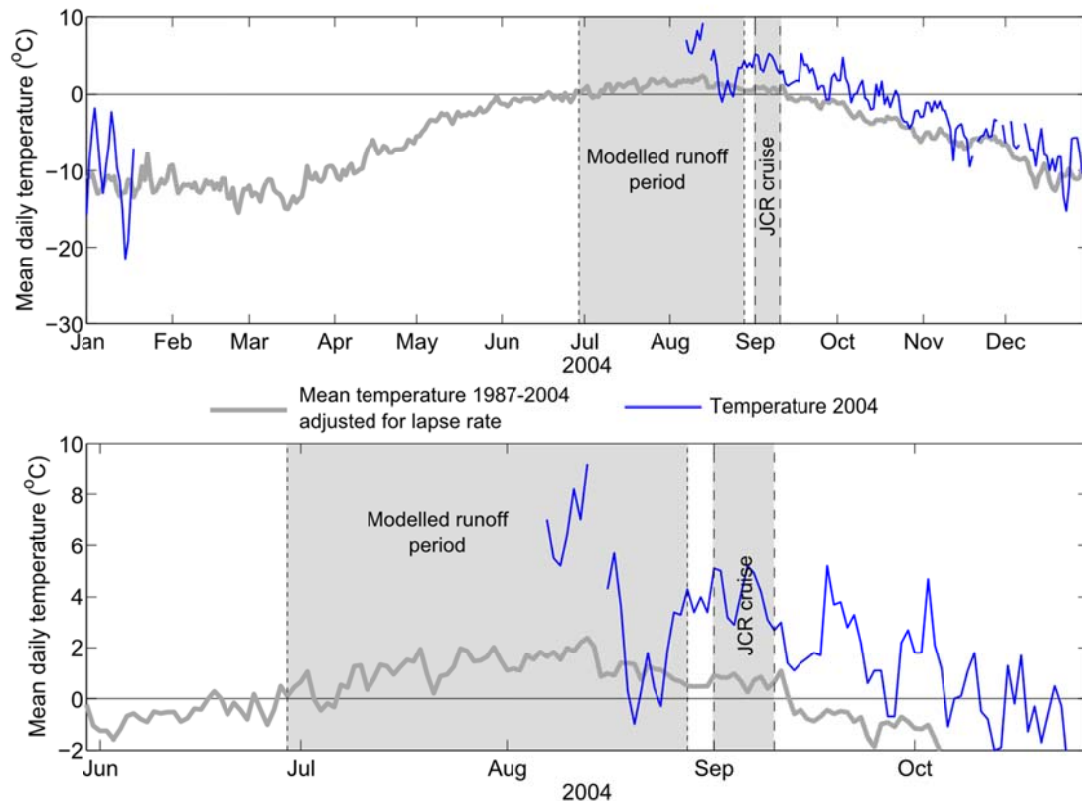 Mean daily temperature (°C)
10
0
−10
−20
−30
Modelled runoff
period
JCR cruise
Jan Feb Mar Apr May Jun Jul Aug Sep Oct Nov Dec
2004
Mean temperature 1987-2004
adjusted for lapse rate
Temperature 2004
Mean daily temperature (°C)
10
8
6
4
2
0
−2
Modelled runoff
period
JCR cruise
Jun Jul Aug Sep Oct
2004